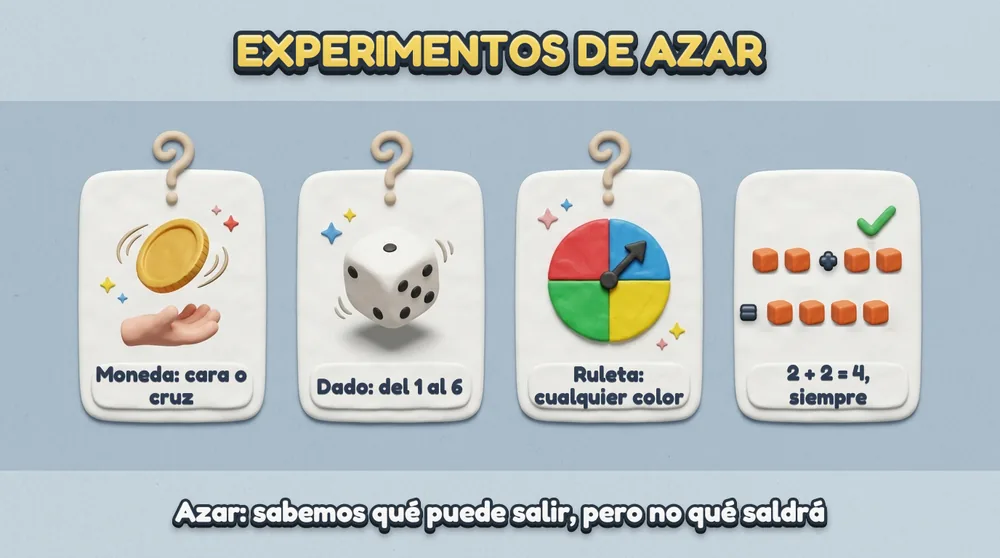 EXPERIMENTOS DE AZAR
Moneda: cara o
cruz
Dado: del 1 al 6
Ruleta:
cualquier color
2 + 2 = 4,
siempre
Azar: sabemos qué puede salir, pero no qué saldrá